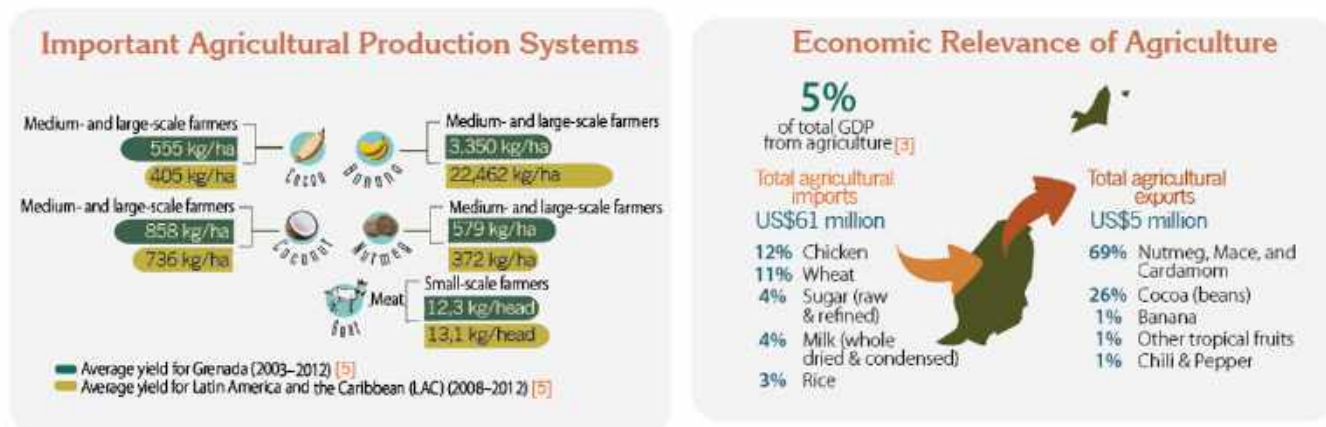 Important Agricultural Production Systems
Medium- and large-scale farmers
555 kg/ha
405 kg/ha
Cocoa
Medium- and large-scale farmers
3,350 kg/ha
22,462 kg/ha
Banana
Medium- and large-scale farmers
858 kg/ha
736 kg/ha
Coconut
Medium- and large-scale farmers
579 kg/ha
372 kg/ha
Nutmeg
Small-scale farmers
Meat
12,3 kg/head
13,1 kg/head
Goat
Average yield for Grenada (2003–2012) [5]
Average yield for Latin America and the Caribbean (LAC) (2008–2012) [5]
Economic Relevance of Agriculture
5%
of total GDP
from agriculture [3]
Total agricultural
imports
US$61 million
12% Chicken
11% Wheat
4% Sugar (raw
& refined)
4% Milk (whole
dried & condensed)
3% Rice
Total agricultural
exports
US$5 million
69% Nutmeg, Mace, and
Cardamom
26% Cocoa (beans)
1% Banana
1% Other tropical fruits
1% Chili & Pepper